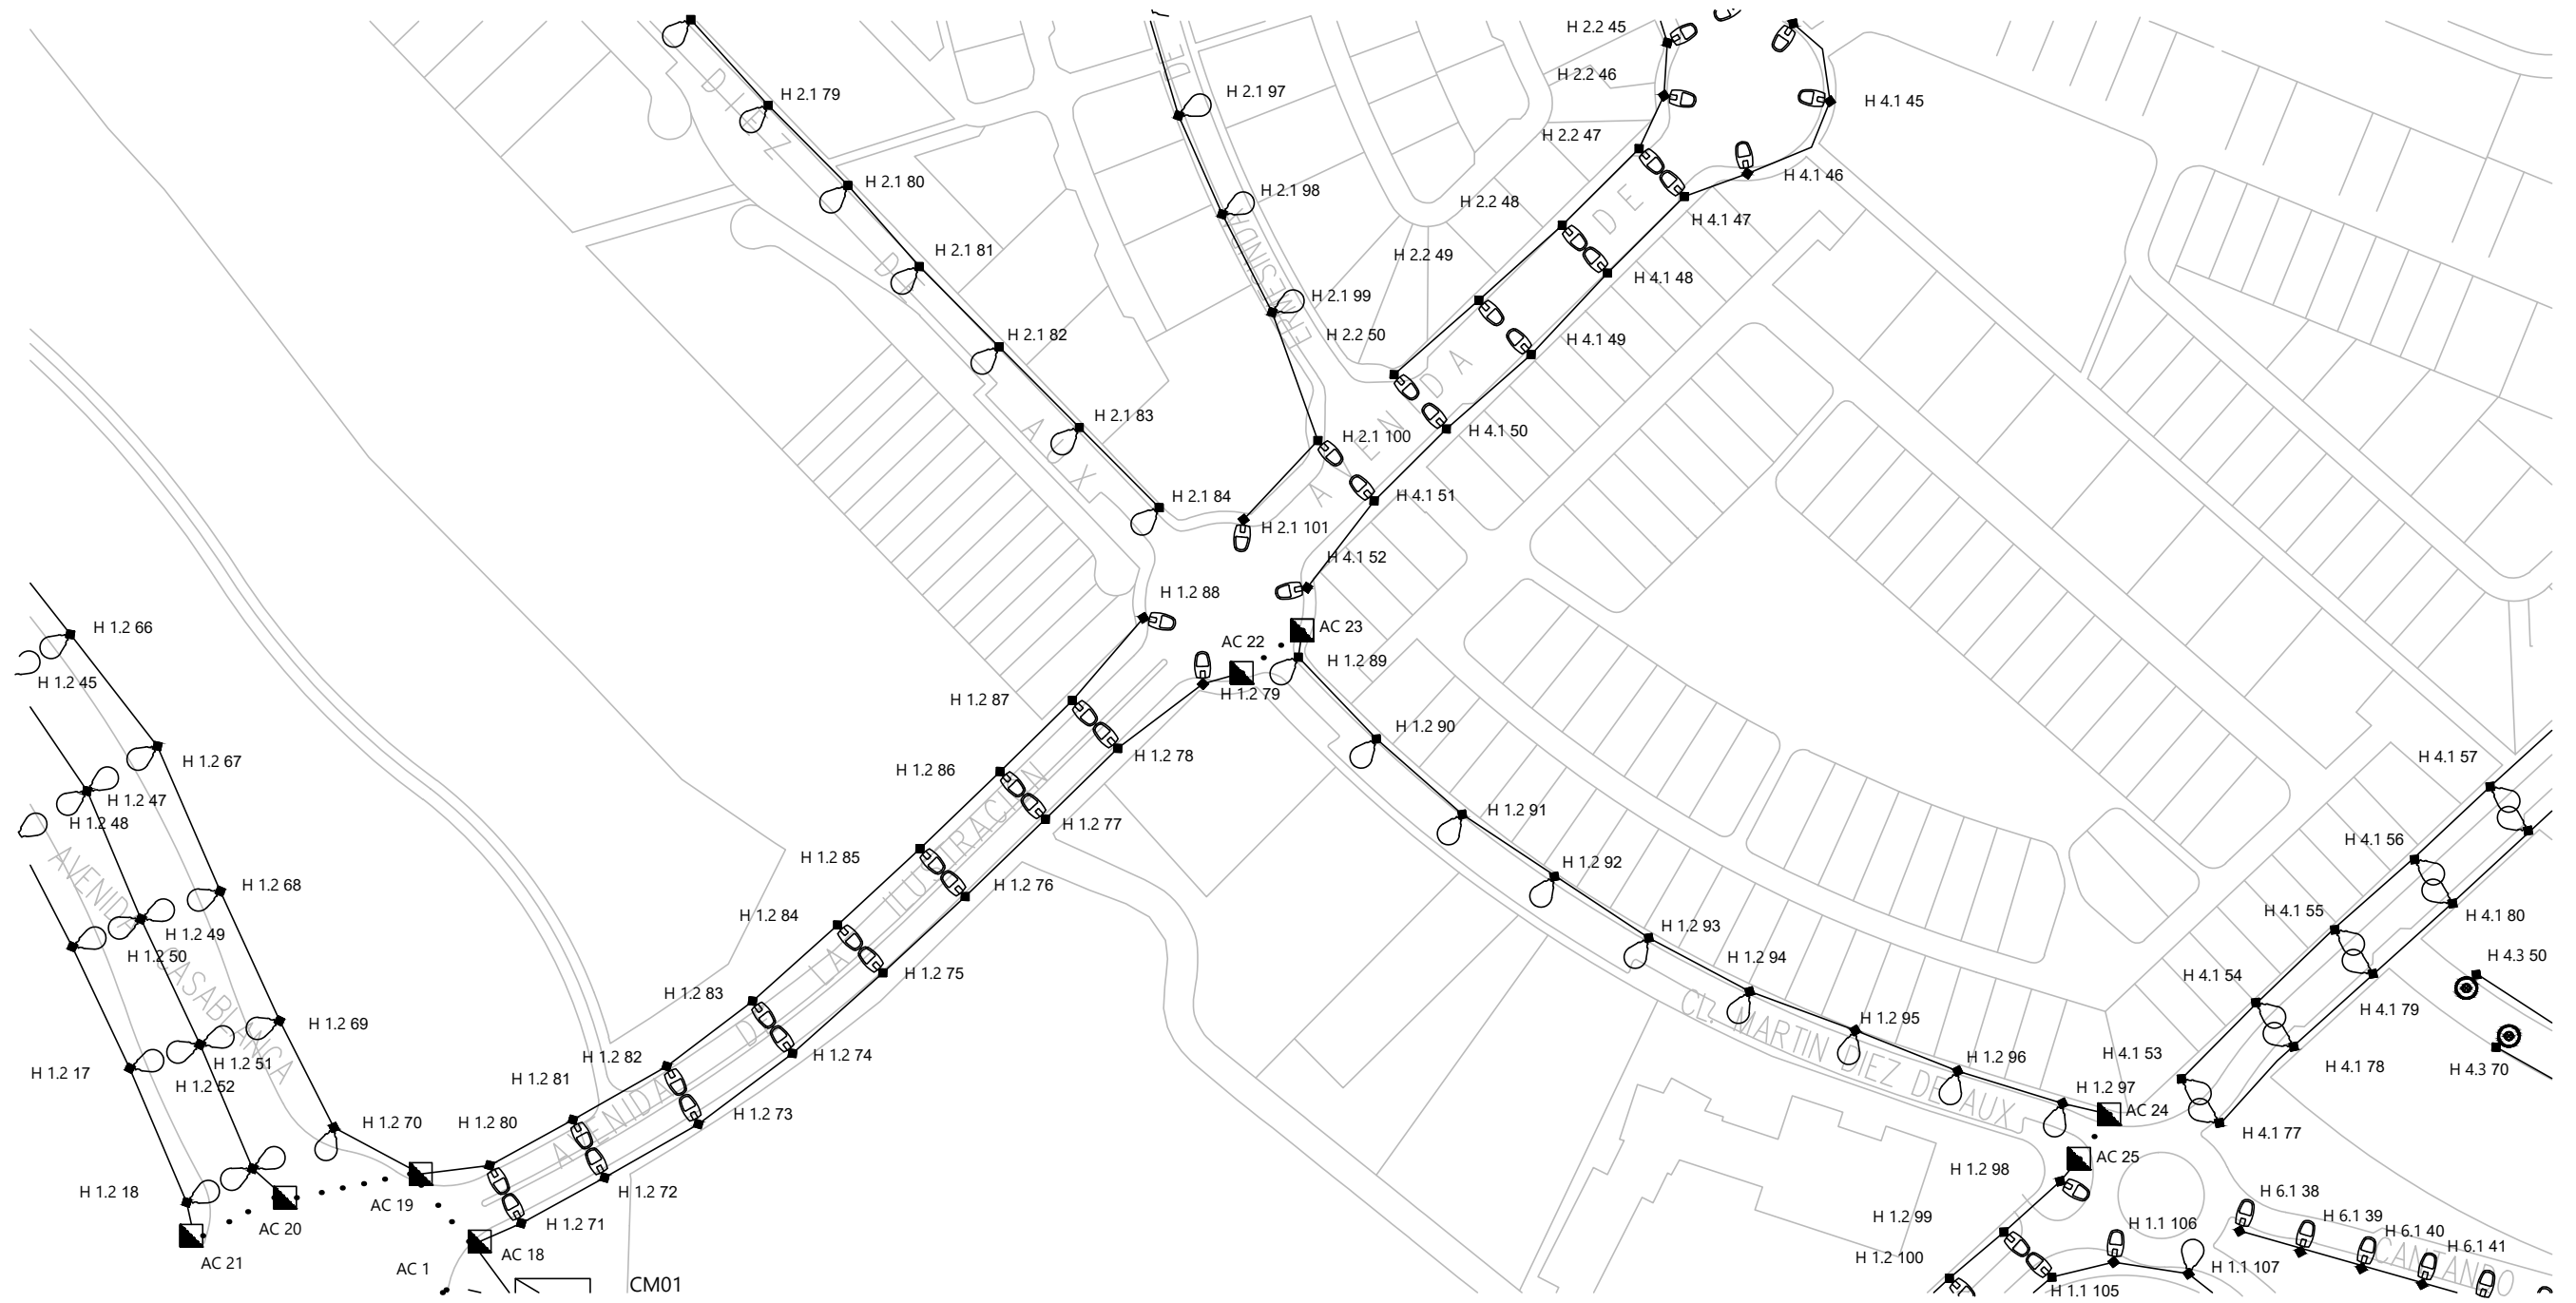 H 2.2 45
H 2.1 79
H 2.1 97
H 2.2 46
H 4.1 45
H 2.2 47
H 2.1 80
H 2.1 98
H 4.1 46
H 2.2 48
H 4.1 47
DIEZ
DE
DE
H 2.1 81
H 2.2 49
H 4.1 48
H 2.1 99
H 2.1 82
H 2.2 50
H 4.1 49
H 2.1 83
H 2.1 100
H 4.1 50
AUX
H 2.1 84
H 4.1 51
H 2.1 101
H 4.1 52
H 1.2 88
H 1.2 66
AC 22
AC 23
H 1.2 45
H 1.2 89
H 1.2 87
H 1.2 79
H 1.2 90
H 1.2 67
H 1.2 78
H 4.1 57
H 1.2 86
H 1.2 47
H 1.2 48
H 1.2 77
H 1.2 91
H 4.1 56
H 1.2 85
H 1.2 92
H 1.2 68
H 1.2 76
H 1.2 84
H 4.1 55
H 4.1 80
H 1.2 49
H 1.2 50
H 1.2 93
H 1.2 94
H 4.3 50
AVENIDA CASABLANCA
H 1.2 83
H 1.2 75
H 4.1 54
H 4.1 79
H 1.2 69
H 1.2 95
H 1.2 82
H 1.2 74
H 4.1 53
H 1.2 17
H 1.2 51
H 1.2 52
H 1.2 81
H 1.2 96
H 4.1 78
H 4.3 70
CL. MARTIN DIEZ DE AUX
AVENIDA DE LA ILUSTRACIN
H 1.2 70
H 1.2 80
H 1.2 73
H 1.2 97
AC 24
H 4.1 77
AC 25
H 1.2 98
H 1.2 18
AC 19
H 1.2 72
H 6.1 38
AC 20
H 1.2 71
H 1.2 99
H 1.1 106
H 6.1 39
H 6.1 40
H 6.1 41
AC 21
AC 1
AC 18
H 1.2 100
H 1.1 107
CANTANDO
CM01
H 1.1 105